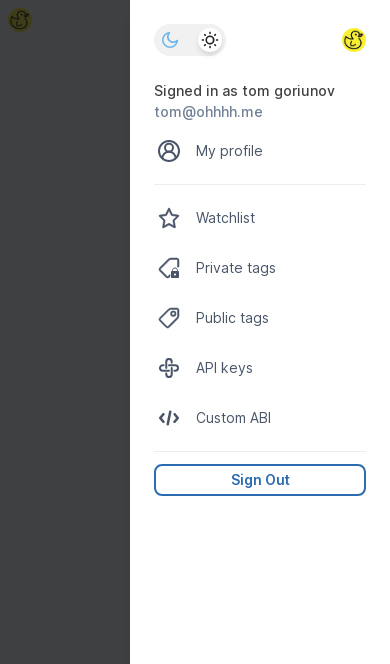 Signed in as tom goriunov
tom@ohhhh.me
My profile
Watchlist
Private tags
Public tags
API keys
Custom ABI
Sign Out